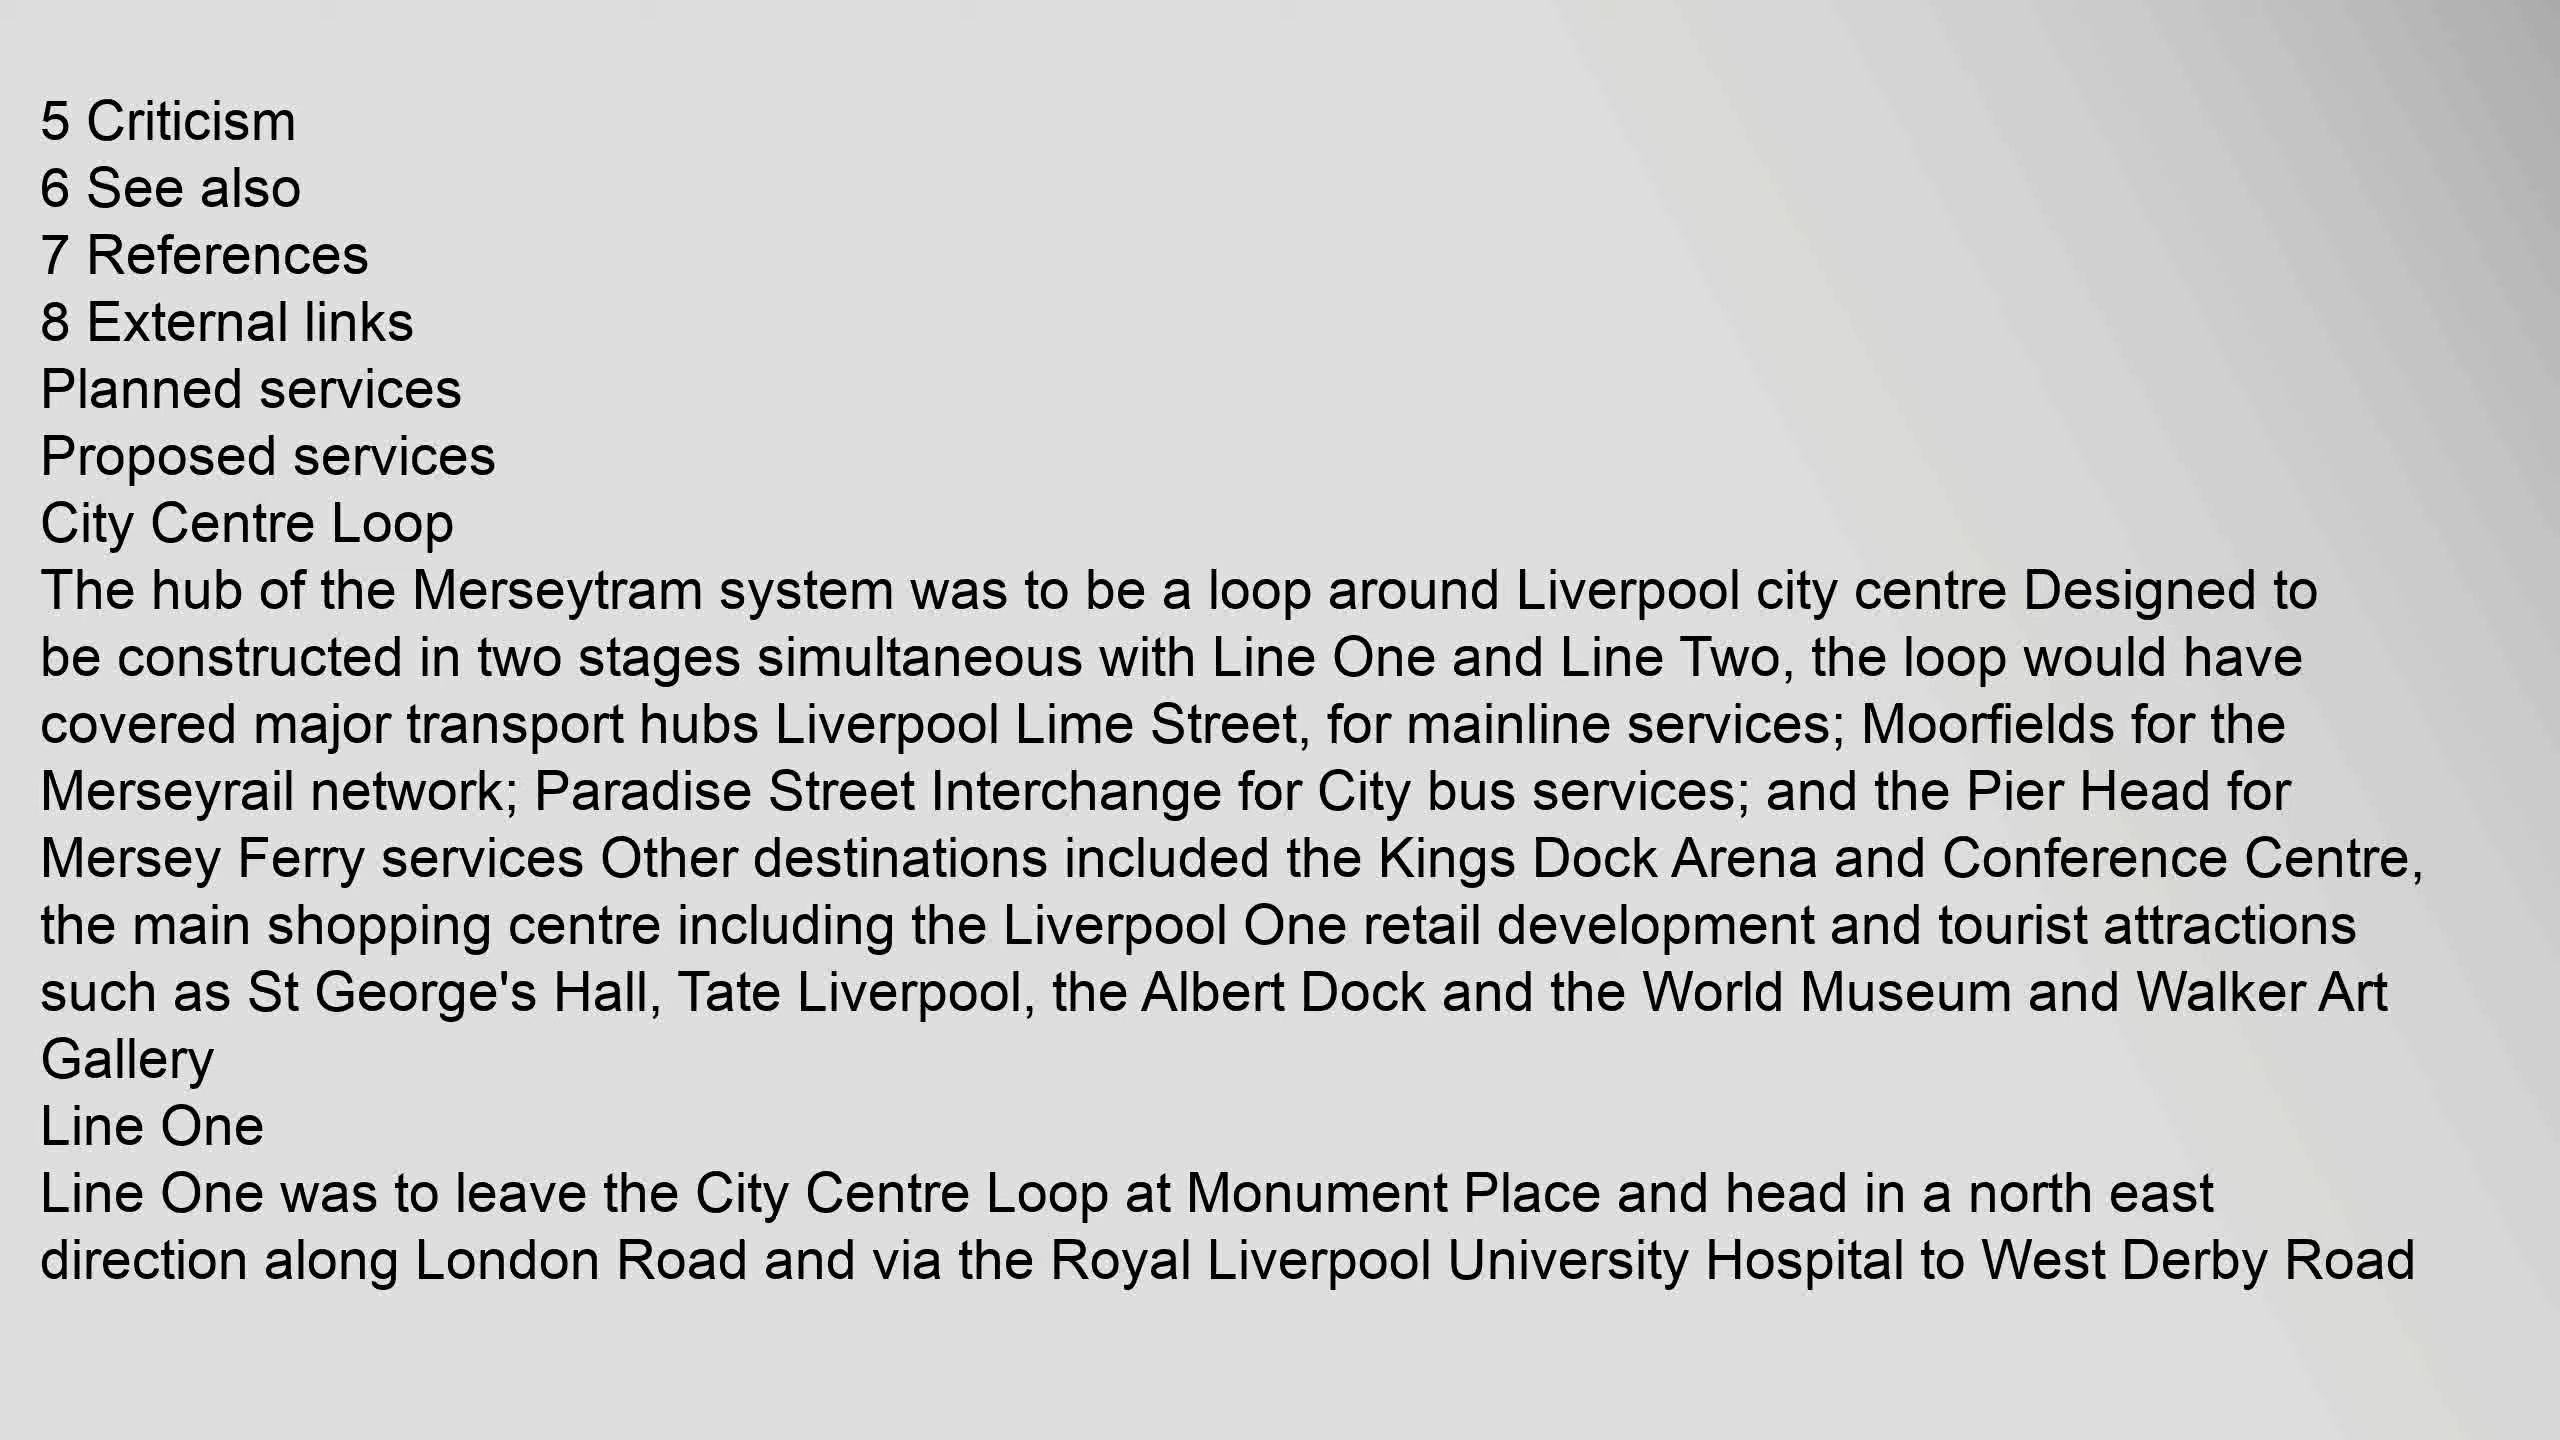 5 Criticism
6 See also
7 References
8 External links
Planned services
Proposed services
City Centre Loop
The hub of the Merseytram system was to be a loop around Liverpool city centre Designed to
be constructed in two stages simultaneous with Line One and Line Two, the loop would have
covered major transport hubs Liverpool Lime Street, for mainline services; Moorfields for the
Merseyrail network; Paradise Street Interchange for City bus services; and the Pier Head for
Mersey Ferry services Other destinations included the Kings Dock Arena and Conference Centre,
the main shopping centre including the Liverpool One retail development and tourist attractions
such as St George's Hall, Tate Liverpool, the Albert Dock and the World Museum and Walker Art
Gallery
Line One
Line One was to leave the City Centre Loop at Monument Place and head in a north east
direction along London Road and via the Royal Liverpool University Hospital to West Derby Road